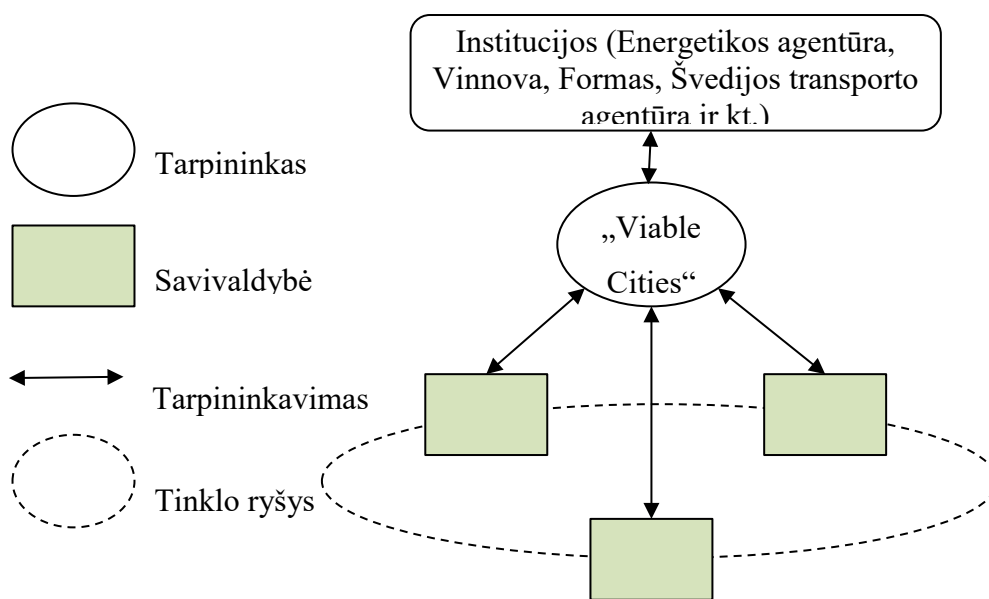 Institucijos (Energetikos agentūra,
Vinnova, Formas, Švedijos transporto
agentūra ir kt.)
Tarpininkas
„Viable
Cities“
Savivaldybė
Tarpininkavimas
Tinklo ryšys